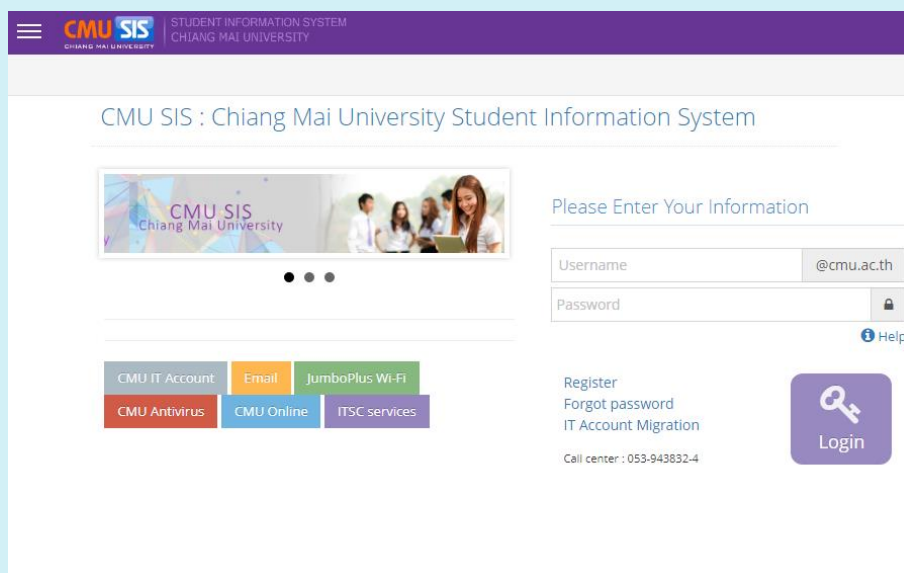 CMU SIS
CHIANG MAI UNIVERSITY
STUDENT INFORMATION SYSTEM
CHIANG MAI UNIVERSITY
CMU SIS : Chiang Mai University Student Information System
CMU SIS
Chiang Mai University
Please Enter Your Information
Username
@cmu.ac.th
Password
Help
CMU IT Account
Email
JumboPlus Wi-Fi
CMU Antivirus
CMU Online
ITSC services
Register
Forgot password
IT Account Migration
Call center : 053-943832-4
Login